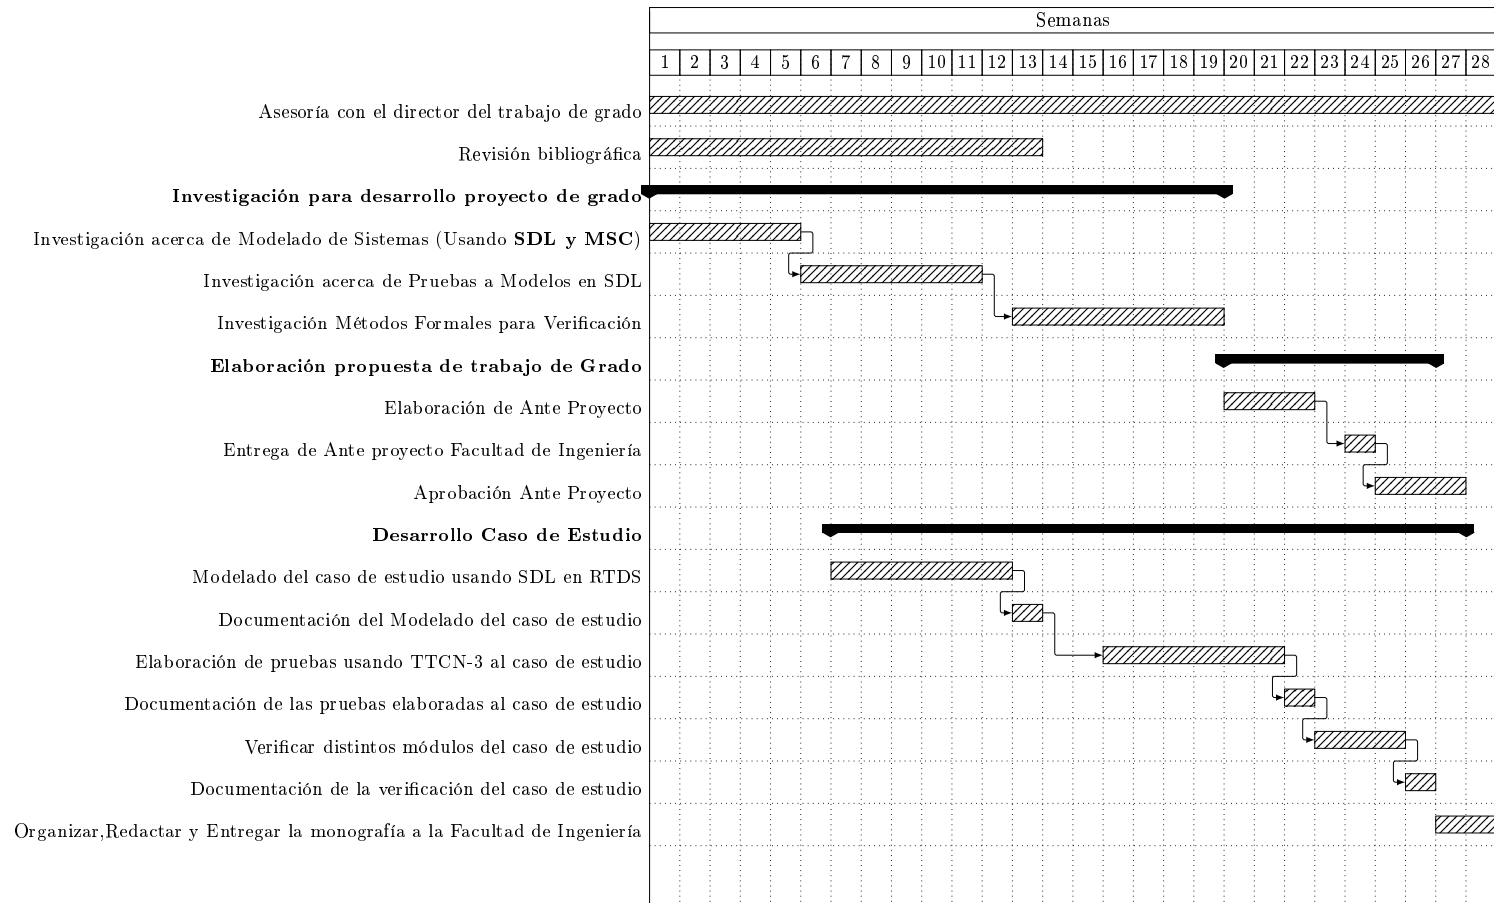 Semanas
1 2 3 4 5 6 7 8 9 10 11 12 13 14 15 16 17 18 19 20 21 22 23 24 25 26 27 28
Asesoría con el director del trabajo de grado
Revisión bibliográfica
Investigación para desarrollo proyecto de grado
Investigación acerca de Modelado de Sistemas (Usando SDL y MSC)
Investigación acerca de Pruebas a Modelos en SDL
Investigación Métodos Formales para Verificación
Elaboración propuesta de trabajo de Grado
Elaboración de Ante Proyecto
Entrega de Ante proyecto Facultad de Ingeniería
Aprobación Ante Proyecto
Desarrollo Caso de Estudio
Modelado del caso de estudio usando SDL en RTDS
Documentación del Modelado del caso de estudio
Elaboración de pruebas usando TTCN-3 al caso de estudio
Documentación de las pruebas elaboradas al caso de estudio
Verificar distintos módulos del caso de estudio
Documentación de la verificación del caso de estudio
Organizar,Redactar y Entregar la monografía a la Facultad de Ingeniería